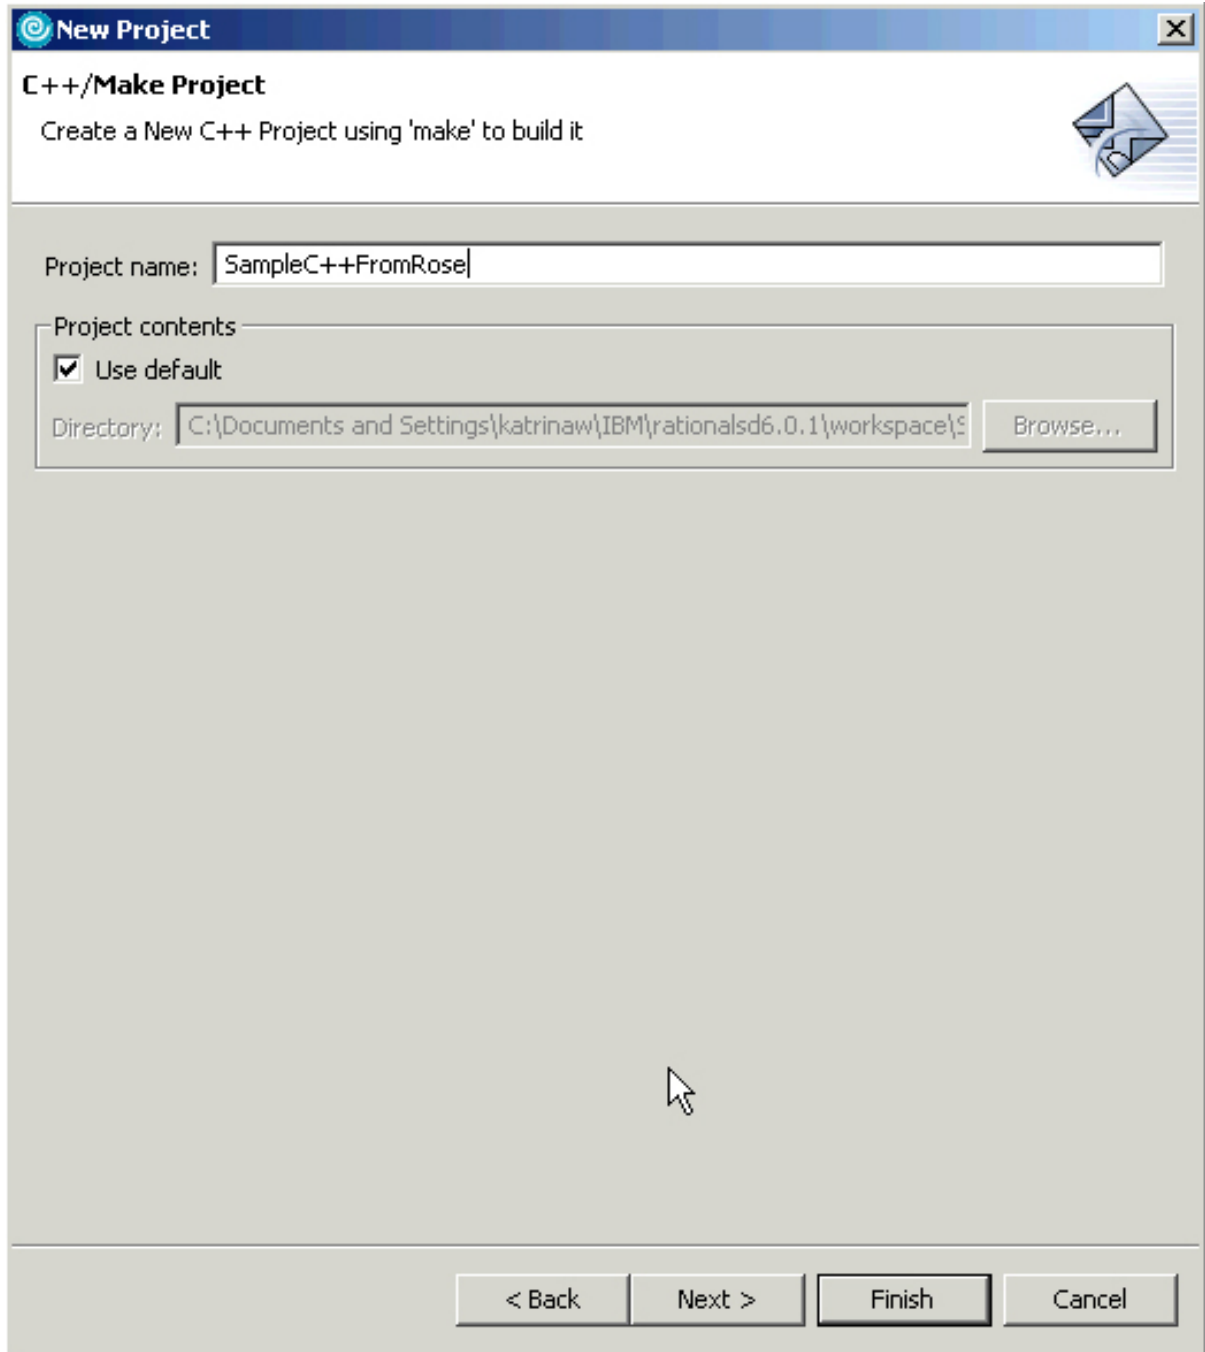 New Project
C++/Make Project
Create a New C++ Project using 'make' to build it
Project name: SampleC++FromRose
Project contents
Use default
Directory: C:\Documents and Settings\katrinaw\IBM\rationalsd6.0.1\workspace\S Browse...
< Back Next > Finish Cancel